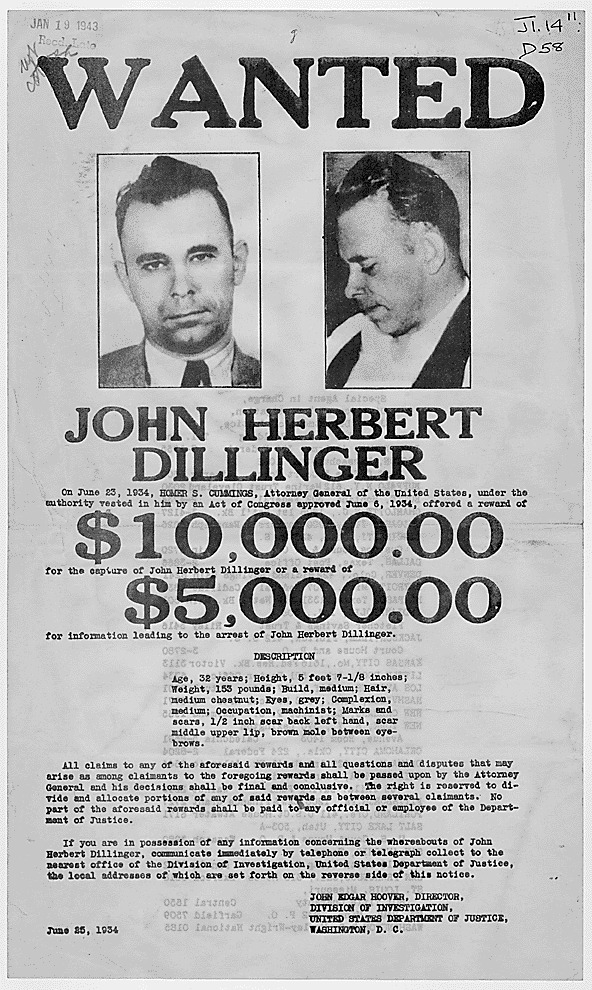 JAN 19 1943
JI.14":
D58
WANTED
JOHN HERBERT
DILLINGER
On June 23, 1934, HOMER S. CUMMINGS, Attorney General of the United States, under the
authority vested in him by an Act of Congress approved June 6, 1934, offered a reward of
$10,000.00
for the capture of John Herbert Dillinger or a reward of
$5,000.00
for information leading to the arrest of John Herbert Dillinger.
DESCRIPTION
Age, 32 years; Height, 5 feet 7-1/8 inches;
Weight, 153 pounds; Build, medium; Hair,
medium chestnut; Eyes, grey; Complexion,
medium; Occupation, machinist; Marks and
scars, 1/2 inch scar back left hand, scar
middle upper lip, brown mole between eye-
brows.
All claims to any of the aforesaid rewards and all questions and disputes that may
arise as among claimants to the foregoing rewards shall be passed upon by the Attorney
General and his decisions shall be final and conclusive. The right is reserved to di-
vide and allocate portions of any of said rewards as between several claimants. No
part of the aforesaid rewards shall be paid to any official or employee of the Depart-
ment of Justice.
If you are in possession of any information concerning the whereabouts of John
Herbert Dillinger, communicate immediately by telephone or telegraph collect to the
nearest office of the Division of Investigation, United States Department of Justice,
the local addresses of which are set forth on the reverse side of this notice.
JOHN EDGAR HOOVER, DIRECTOR,
DIVISION OF INVESTIGATION,
UNITED STATES DEPARTMENT OF JUSTICE,
June 25, 1934 WASHINGTON, D. C.